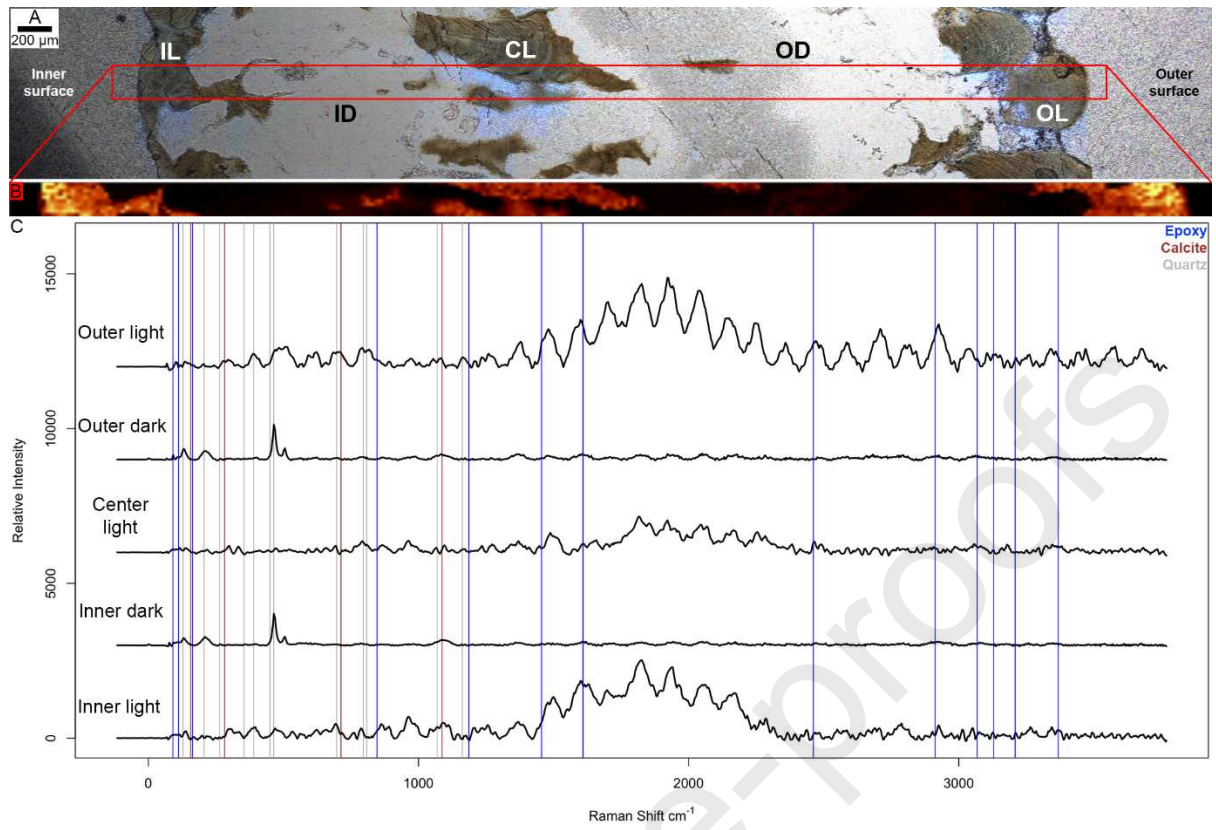 A
200 μm
IL
CL
OD
Inner
surface
Outer
surface
ID
OL
B
C
Epoxy
Calcite
Quartz
15000
Outer light
10000
Outer dark
Relative Intensity
Center
light
5000
Inner dark
Inner light
0
0
1000
2000
3000
Raman Shift cm-1
e-proofs